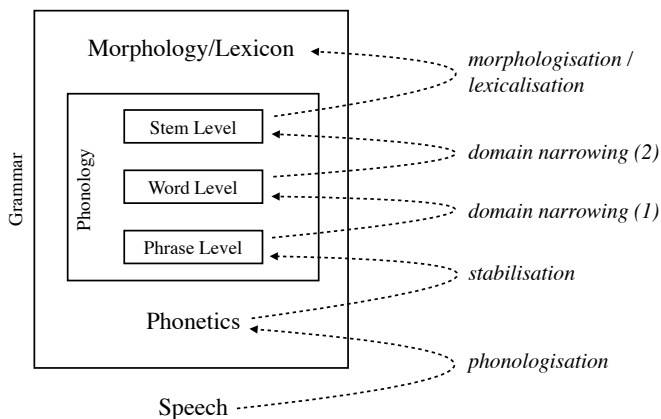 Morphology/Lexicon
morphologisation /
lexicalisation
Stem Level
domain narrowing (2)
Grammar
Phonology
Word Level
domain narrowing (1)
Phrase Level
stabilisation
Phonetics
phonologisation
Speech